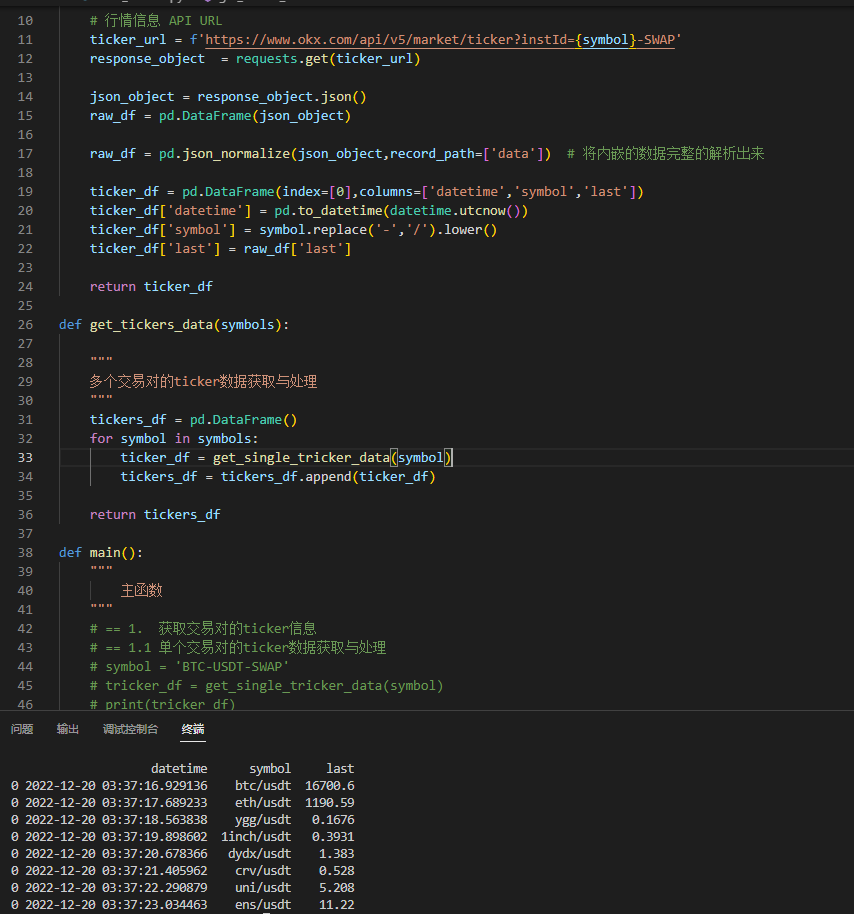 10 # 行情信息 API URL
11 ticker_url = f'https://www.okx.com/api/v5/market/ticker?instId={symbol}-SWAP'
12 response_object  = requests.get(ticker_url)
13
14 json_object = response_object.json()
15 raw_df = pd.DataFrame(json_object)
16
17 raw_df = pd.json_normalize(json_object,record_path=['data'])  # 将内嵌的数据完整的解析出来
18
19 ticker_df = pd.DataFrame(index=[0],columns=['datetime','symbol','last'])
20 ticker_df['datetime'] = pd.to_datetime(datetime.utcnow())
21 ticker_df['symbol'] = symbol.replace('-','/').lower()
22 ticker_df['last'] = raw_df['last']
23
24 return ticker_df
25
26 def get_tickers_data(symbols):
27
28 """
29 多个交易对的ticker数据获取与处理
30 """
31 tickers_df = pd.DataFrame()
32 for symbol in symbols:
33 ticker_df = get_single_tricker_data(symbol)
34 tickers_df = tickers_df.append(ticker_df)
35
36 return tickers_df
37
38 def main():
39 """
40 主函数
41 """
42 # == 1.  获取交易对的ticker信息
43 # == 1.1 单个交易对的ticker数据获取与处理
44 # symbol = 'BTC-USDT-SWAP'
45 # tricker_df = get_single_tricker_data(symbol)
46 # print(tricker_df)
问题 输出 调试控制台 终端
datetime symbol last
0 2022-12-20 03:37:16.929136 btc/usdt 16700.6
0 2022-12-20 03:37:17.689233 eth/usdt 1190.59
0 2022-12-20 03:37:18.563838 ygg/usdt 0.1676
0 2022-12-20 03:37:19.898602 1inch/usdt 0.3931
0 2022-12-20 03:37:20.678366 dydx/usdt 1.383
0 2022-12-20 03:37:21.405962 crv/usdt 0.528
0 2022-12-20 03:37:22.290879 uni/usdt 5.208
0 2022-12-20 03:37:23.034463 ens/usdt 11.22